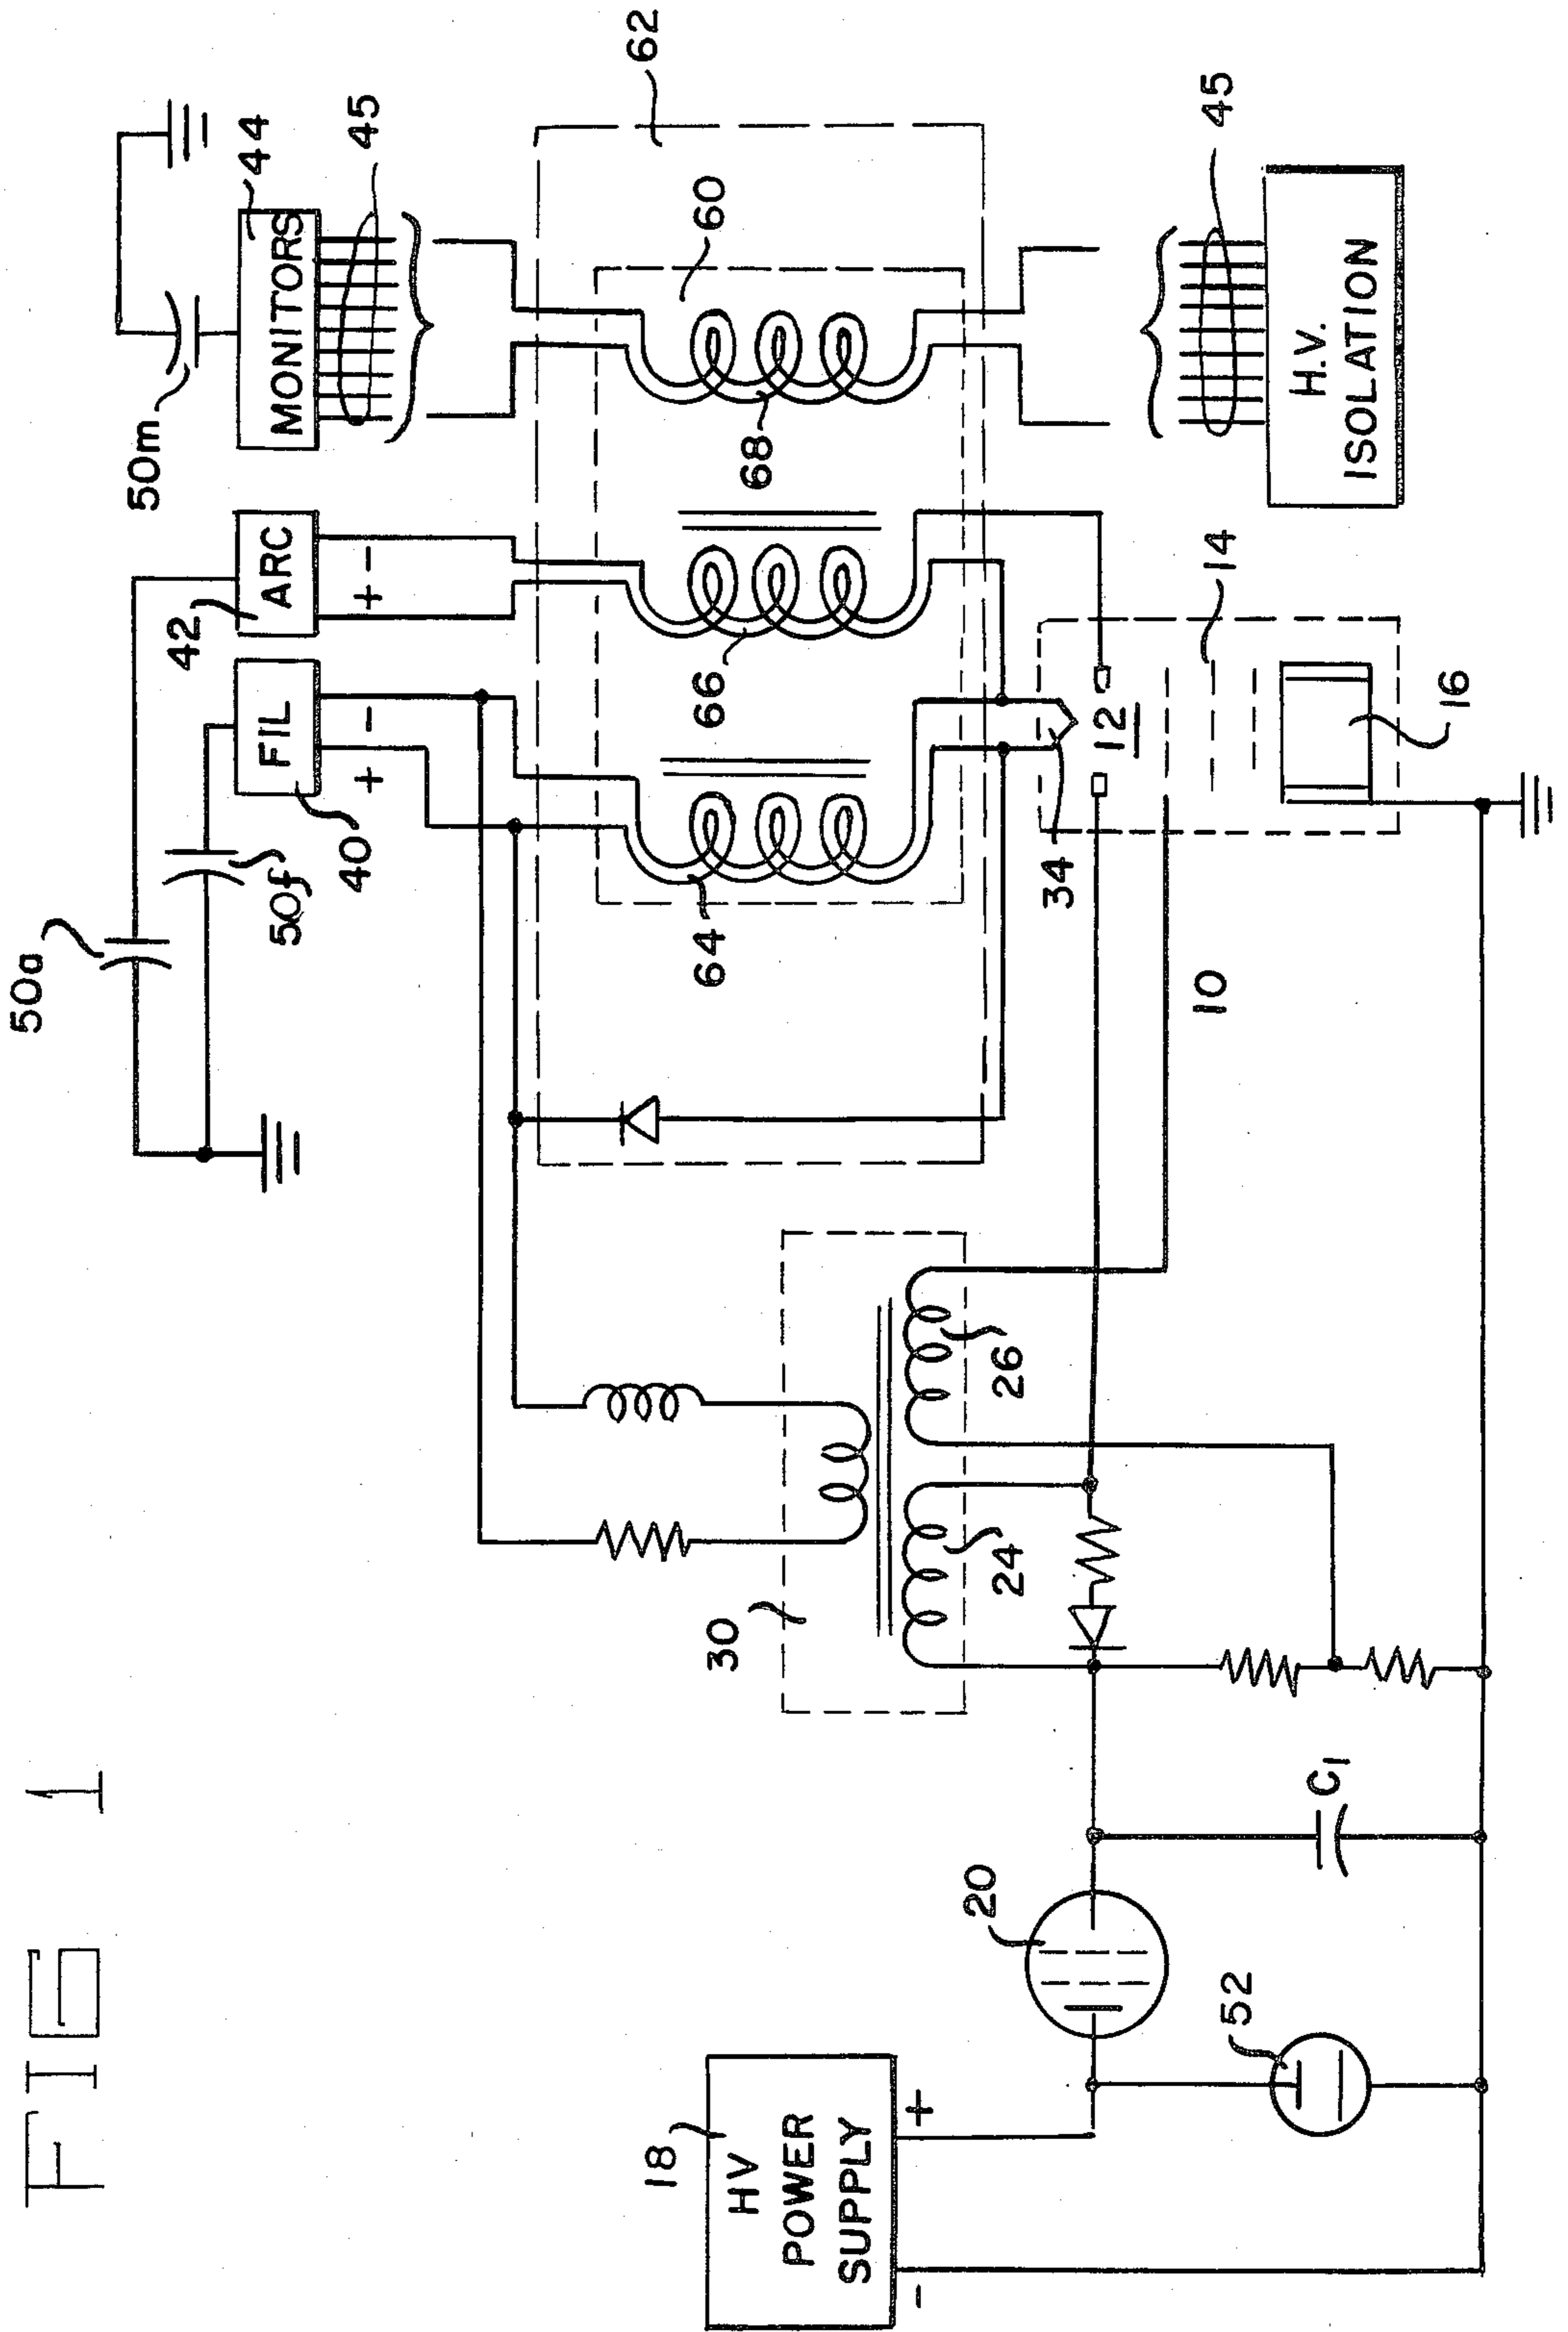 FIG 1
50a
50f
50m
44
MONITORS
45
42
ARC
+ -
FIL
+ -
40
62
60
64
66
68
30
24
26
34
12
14
16
10
45
H.V.
ISOLATION
18
HV
POWER
SUPPLY
- +
20
52
C1